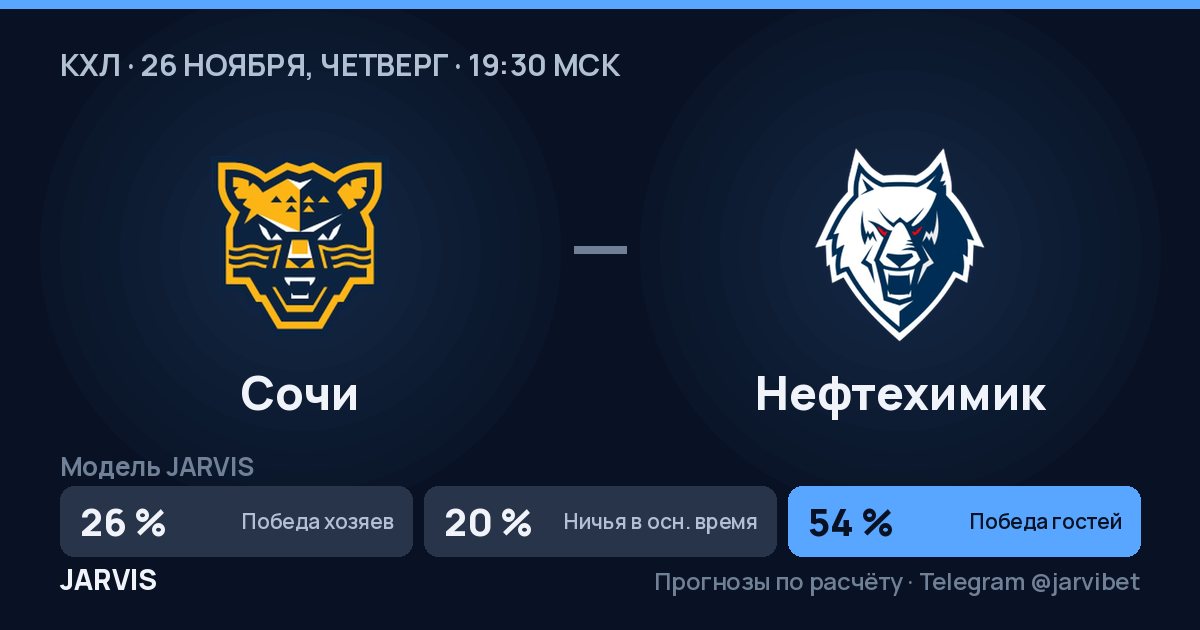 КХЛ · 26 НОЯБРЯ, ЧЕТВЕРГ · 19:30 МСК
Сочи — Нефтехимик
Модель JARVIS
26 % Победа хозяев 20 % Ничья в осн. время 54 % Победа гостей
JARVIS Прогнозы по расчёту · Telegram @jarvibet